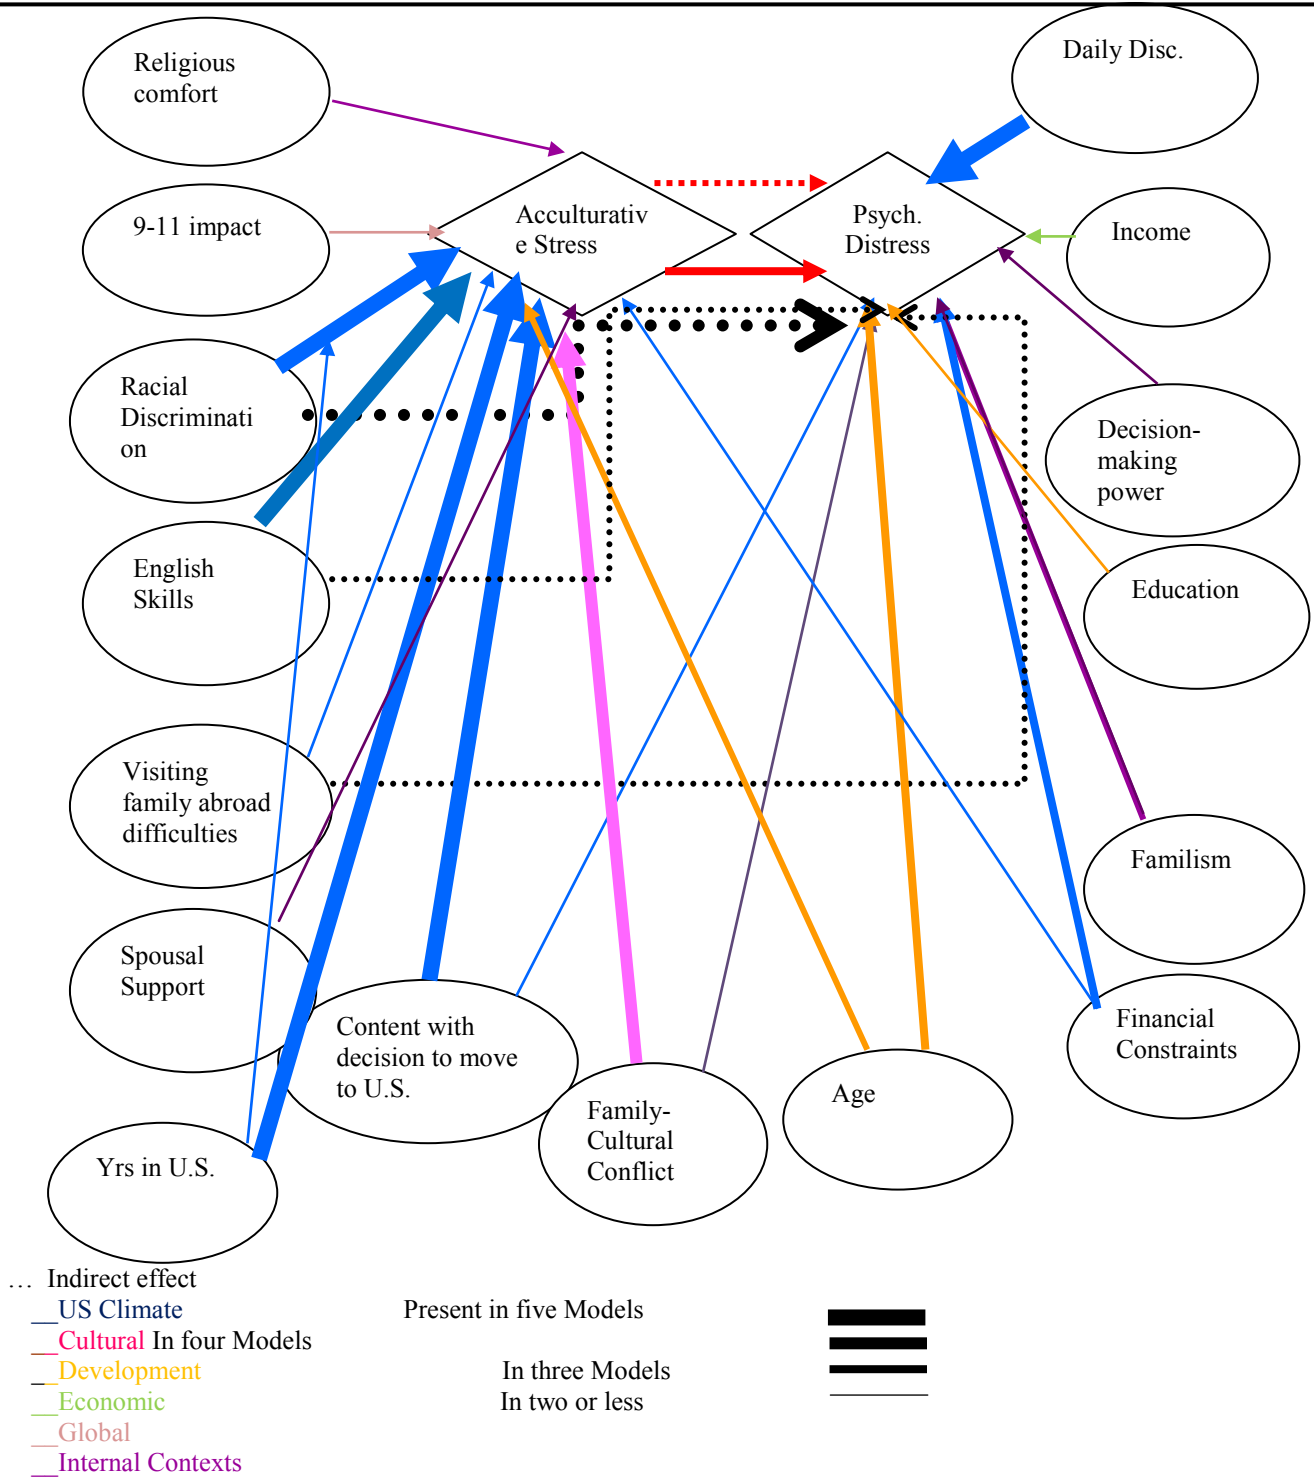 Religious
comfort
Daily Disc.
9-11 impact
Acculturativ
e Stress
Psych.
Distress
Income
Racial
Discriminati
on
Decision-
making
power
English
Skills
Education
Visiting
family abroad
difficulties
Familism
Spousal
Support
Content with
decision to move
to U.S.
Financial
Constraints
Family-
Cultural
Conflict
Age
Yrs in U.S.
… Indirect effect
__US Climate Present in five Models
__Cultural In four Models
__Development In three Models
__Economic In two or less
__Global
__Internal Contexts